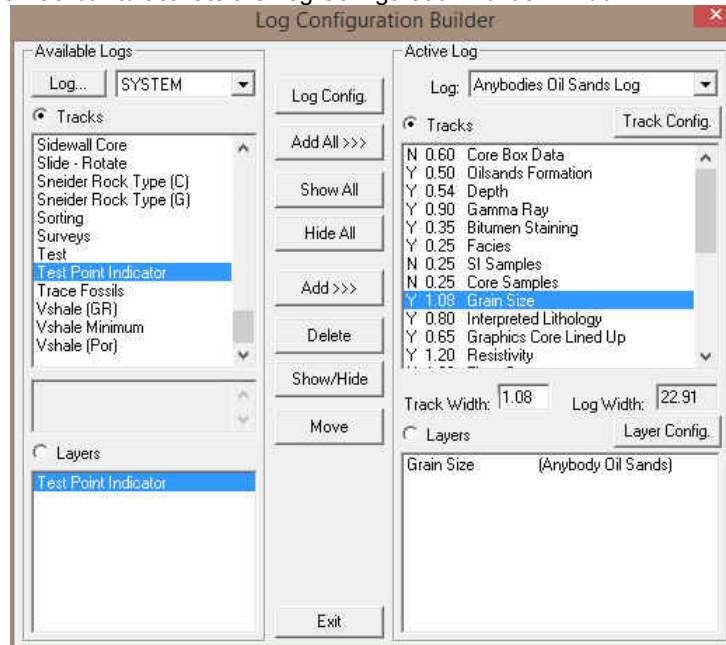 Log Configuration Builder
Available Logs
Log...
SYSTEM
Tracks
Sidewall Core
Slide - Rotate
Sneider Rock Type (C)
Sneider Rock Type (G)
Sorting
Surveys
Test
Test Point Indicator
Trace Fossils
Vshale (GR)
Vshale Minimum
Vshale (Por)
Layers
Test Point Indicator
Log Config.
Add All >>>
Show All
Hide All
Add >>>
Delete
Show/Hide
Move
Exit
Active Log
Log: Anybodies Oil Sands Log
Tracks
Track Config.
N 0.60 Core Box Data
Y 0.50 Oilsands Formation
Y 0.54 Depth
Y 0.90 Gamma Ray
Y 0.35 Bitumen Staining
Y 0.25 Facies
N 0.25 SI Samples
N 0.25 Core Samples
Y 1.08 Grain Size
Y 0.80 Interpreted Lithology
Y 0.65 Graphics Core Lined Up
Y 1.20 Resistivity
Track Width: 1.08 Log Width: 22.91
Layers
Layer Config.
Grain Size (Anybody Oil Sands)